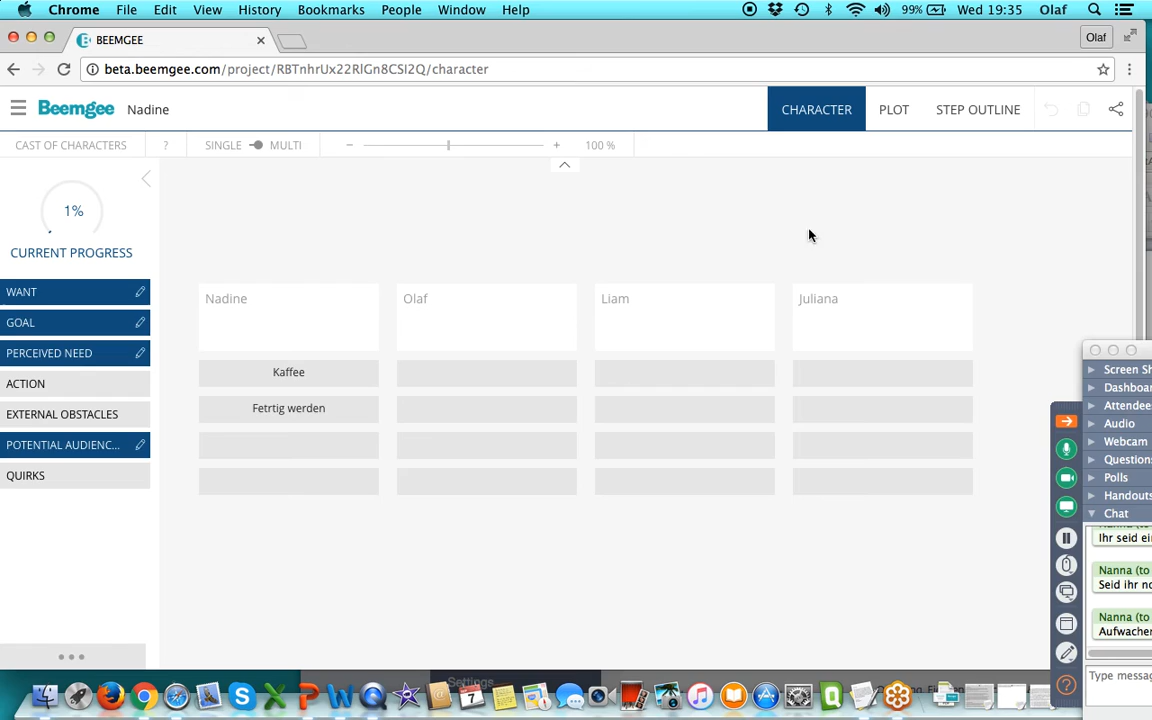 Chrome File Edit View History Bookmarks People Window Help 99% Wed 19:35 Olaf
BEEMGEE
Olaf
beta.beemgee.com/project/
Beemgee Nadine
CHARACTER PLOT STEP OUTLINE
CAST OF CHARACTERS ? SINGLE MULTI − + 100 %
1%
CURRENT PROGRESS
WANT
GOAL
PERCEIVED NEED
ACTION
EXTERNAL OBSTACLES
POTENTIAL AUDIENC...
QUIRKS
Nadine Olaf Liam Juliana
Kaffee
Fetrtig werden
Screen Sh
Dashboar
Attendee
Audio
Webcam
Question
Polls
Handouts
Chat
Ihr seid ei
Nanna (to
Seid ihr no
Nanna (to
Aufwache
Type messag
Settings